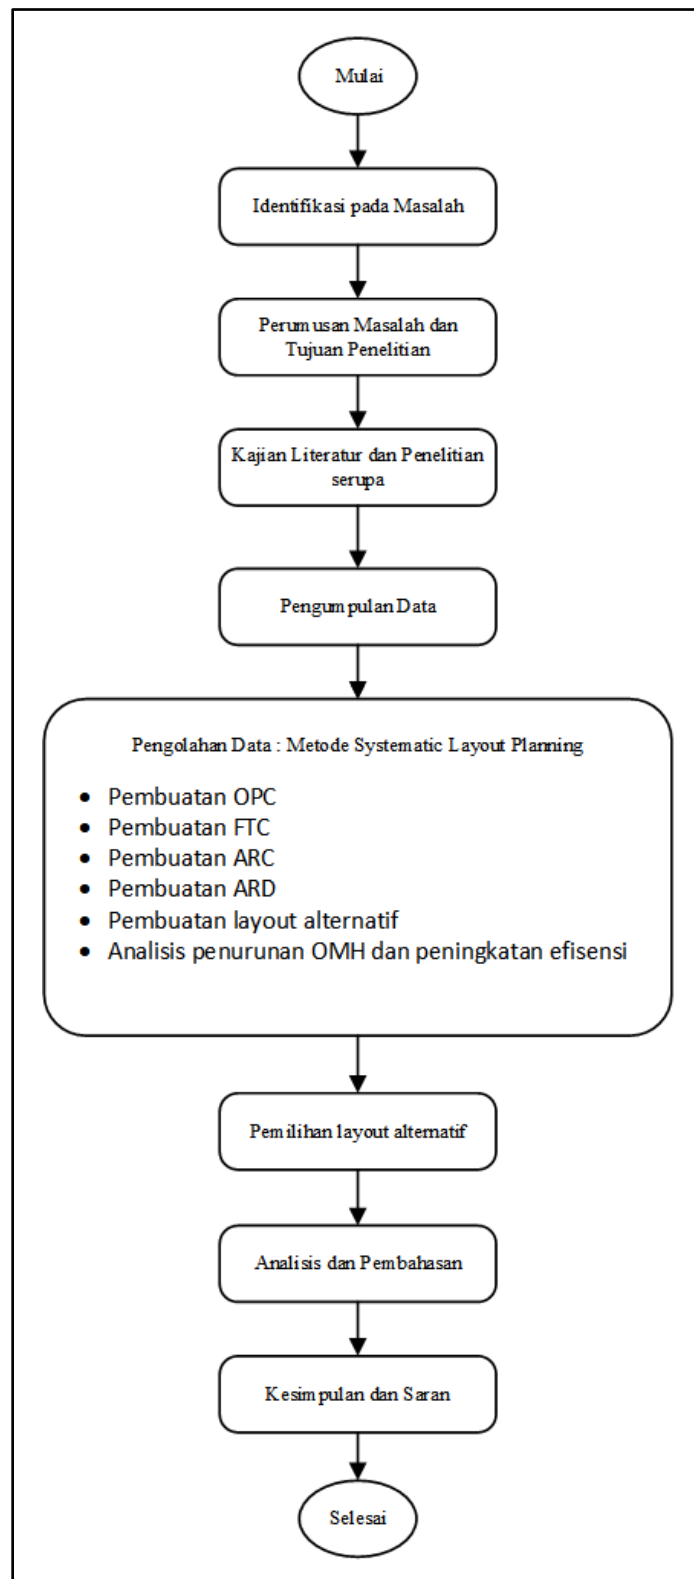 Mulai
Identifikasi pada Masalah
Perumusan Masalah dan
Tujuan Penelitian
Kajian Literatur dan Penelitian
serupa
Pengumpulan Data
Pengolahan Data : Metode Systematic Layout Planning
• Pembuatan OPC
• Pembuatan FTC
• Pembuatan ARC
• Pembuatan ARD
• Pembuatan layout alternatif
• Analisis penurunan OMH dan peningkatan efisensi
Pemilihan layout alternatif
Analisis dan Pembahasan
Kesimpulan dan Saran
Selesai